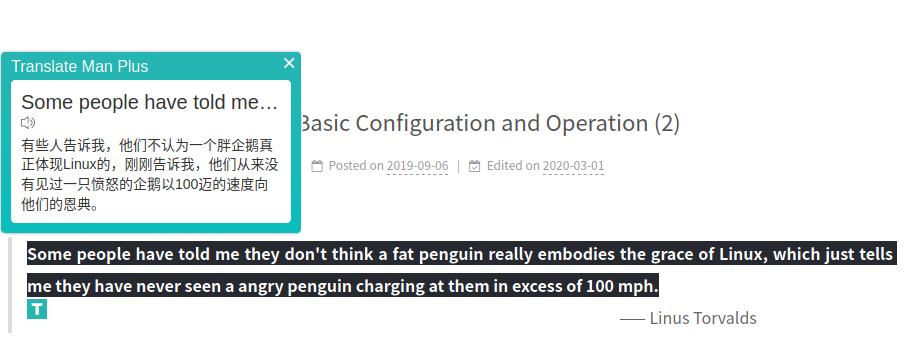 Translate Man Plus
Some people have told me…
有些人告诉我，他们不认为一个胖企鹅真
正体现Linux的，刚刚告诉我，他们从来没
有见过一只愤怒的企鹅以100迈的速度向
他们的恩典。
Basic Configuration and Operation (2)
Posted on 2019-09-06 | Edited on 2020-03-01
Some people have told me they don't think a fat penguin really embodies the grace of Linux, which just tells
me they have never seen a angry penguin charging at them in excess of 100 mph.
T
—— Linus Torvalds